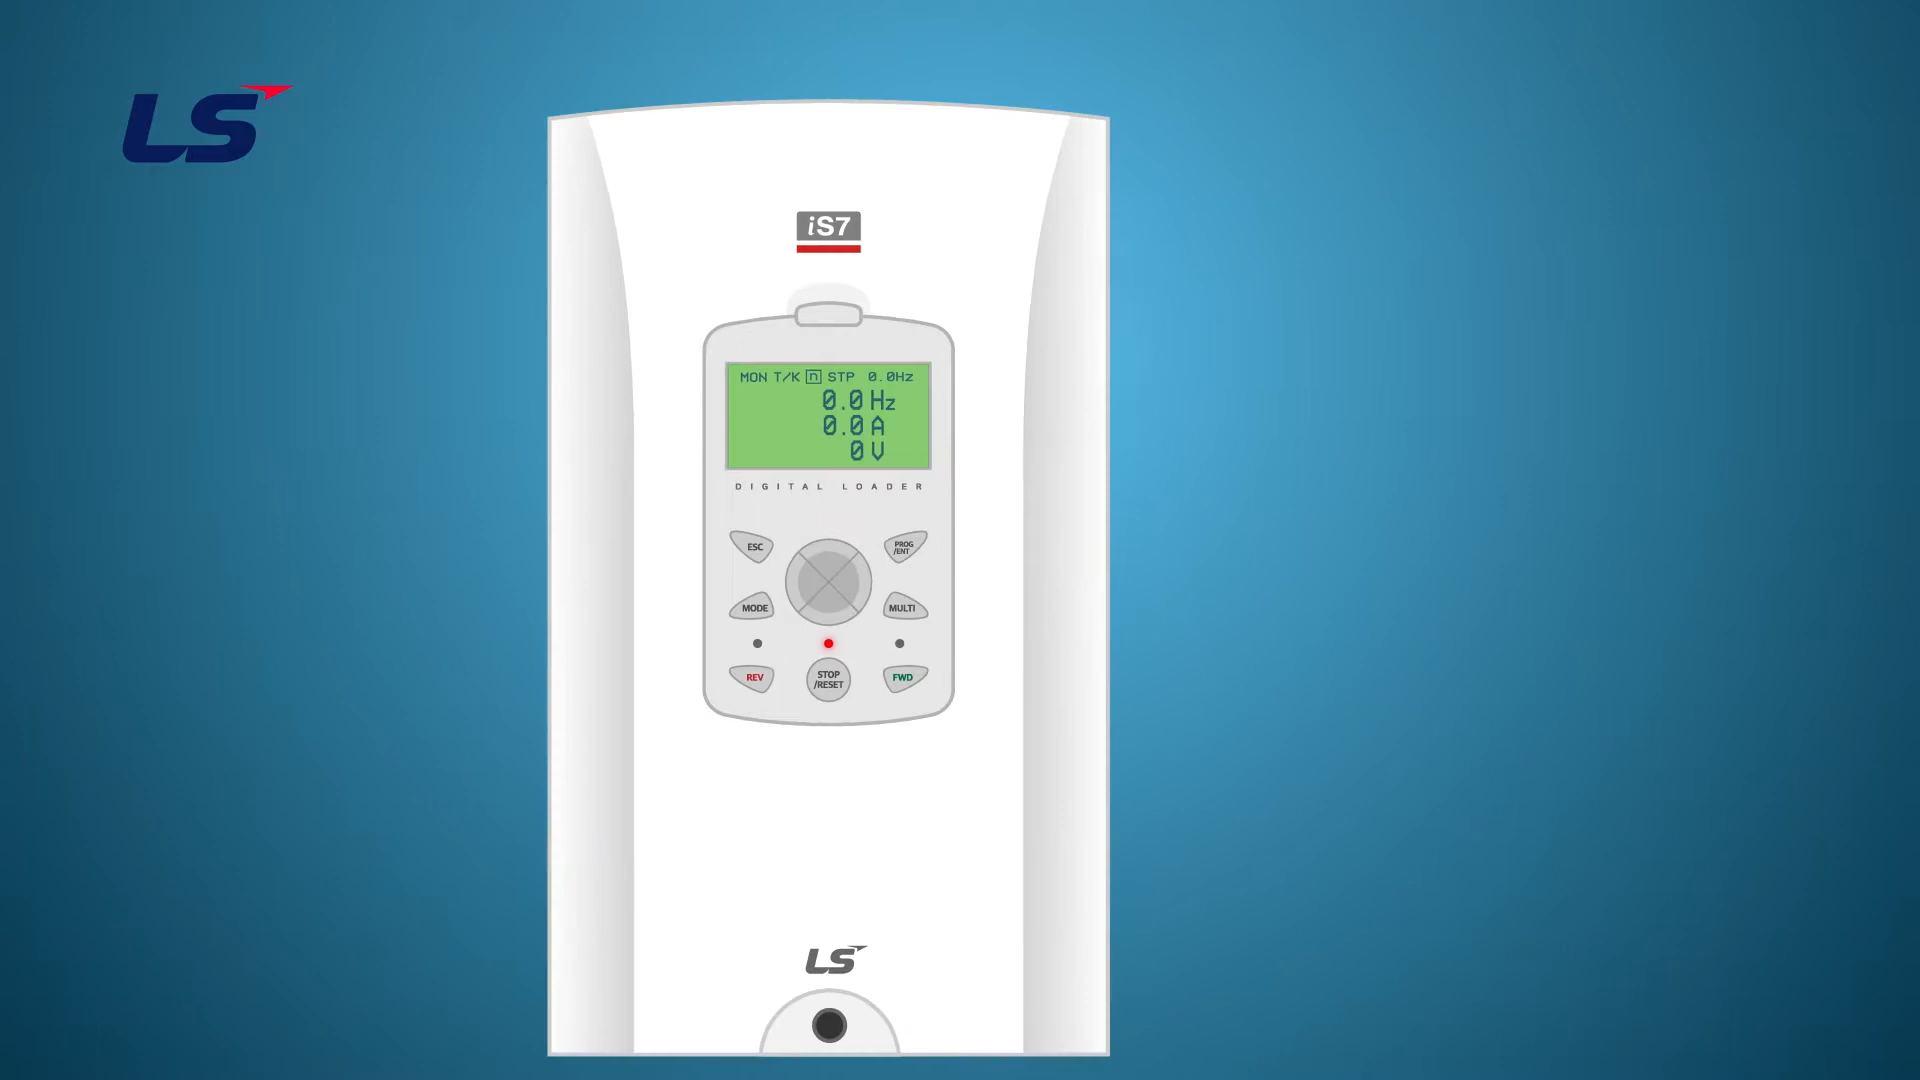 LS
iS7
MON T/K n STP 0.0Hz
0.0 Hz
0.0 A
0 V
DIGITAL LOADER
ESC
PROG
/ENT
MODE
MULTI
REV
STOP
/RESET
FWD
LS